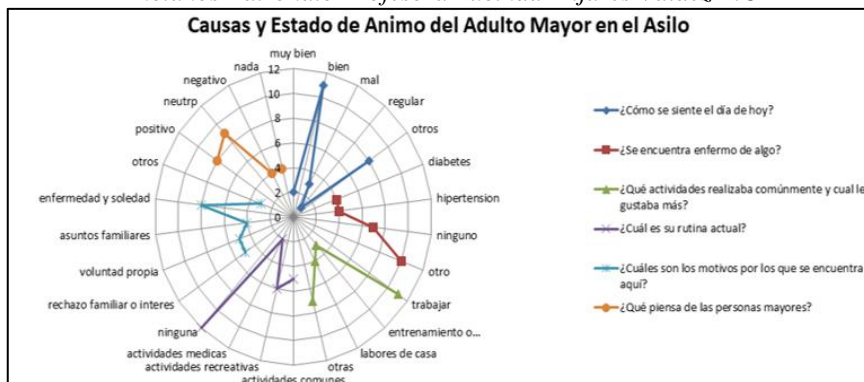 Causas y Estado de Animo del Adulto Mayor en el Asilo
muy bien
bien
mal
regular
otros
diabetes
hipertension
ninguno
otro
trabajar
entrenamiento o...
labores de casa
otras
actividades comunes
actividades recreativas
actividades medicas
ninguna
rechazo familiar o interes
voluntad propia
asuntos familiares
enfermedad y soledad
otros
positivo
neutrp
negativo
nada
12
10
8
6
4
2
0
¿Cómo se siente el día de hoy?
¿Se encuentra enfermo de algo?
¿Qué actividades realizaba comúnmente y cual le
gustaba más?
¿Cuál es su rutina actual?
¿Cuáles son los motivos por los que se encuentra
aqui?
¿Qué piensa de las personas mayores?